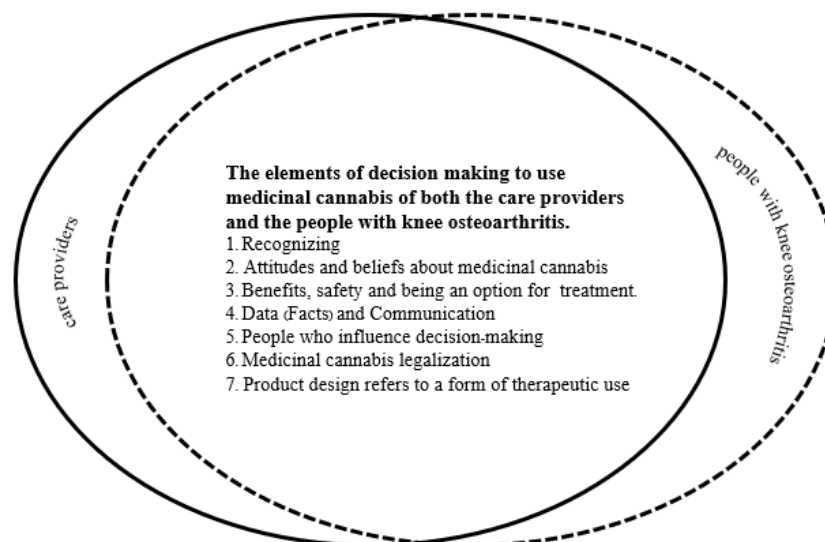 care providers
people with knee osteoarthritis
The elements of decision making to use
medicinal cannabis of both the care providers
and the people with knee osteoarthritis.
1. Recognizing
2. Attitudes and beliefs about medicinal cannabis
3. Benefits, safety and being an option for treatment.
4. Data (Facts) and Communication
5. People who influence decision-making
6. Medicinal cannabis legalization
7. Product design refers to a form of therapeutic use